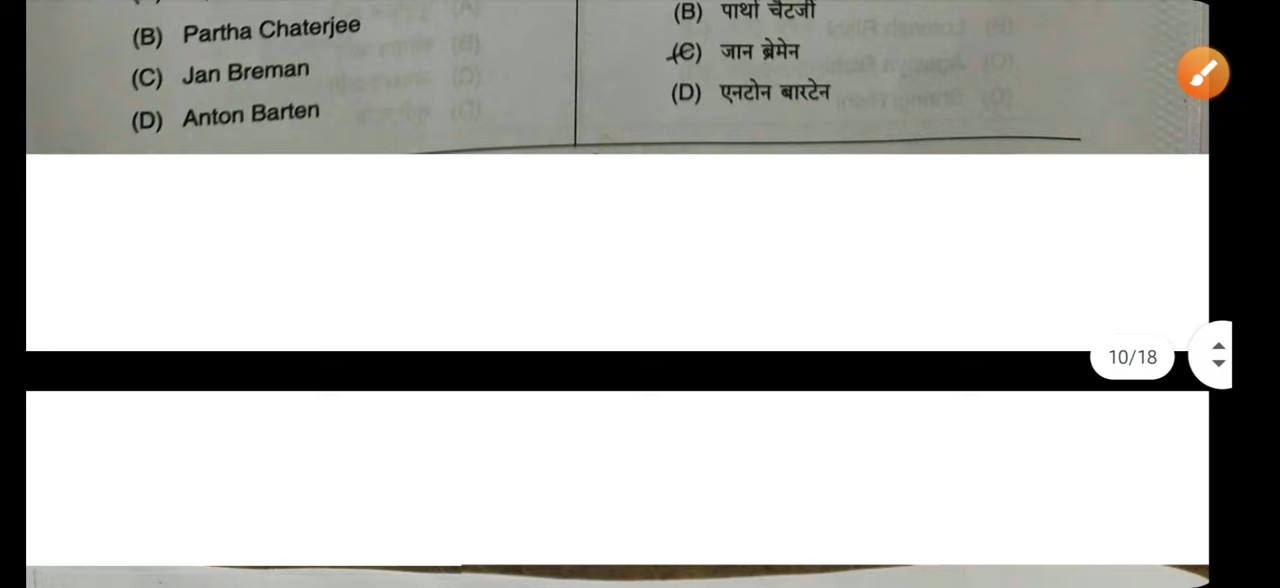 (B) Partha Chaterjee
(C) Jan Breman
(D) Anton Barten
(B) पार्था चैटर्जी
(C) जान ब्रेमेन
(D) एनटोन बारटेन
10/18